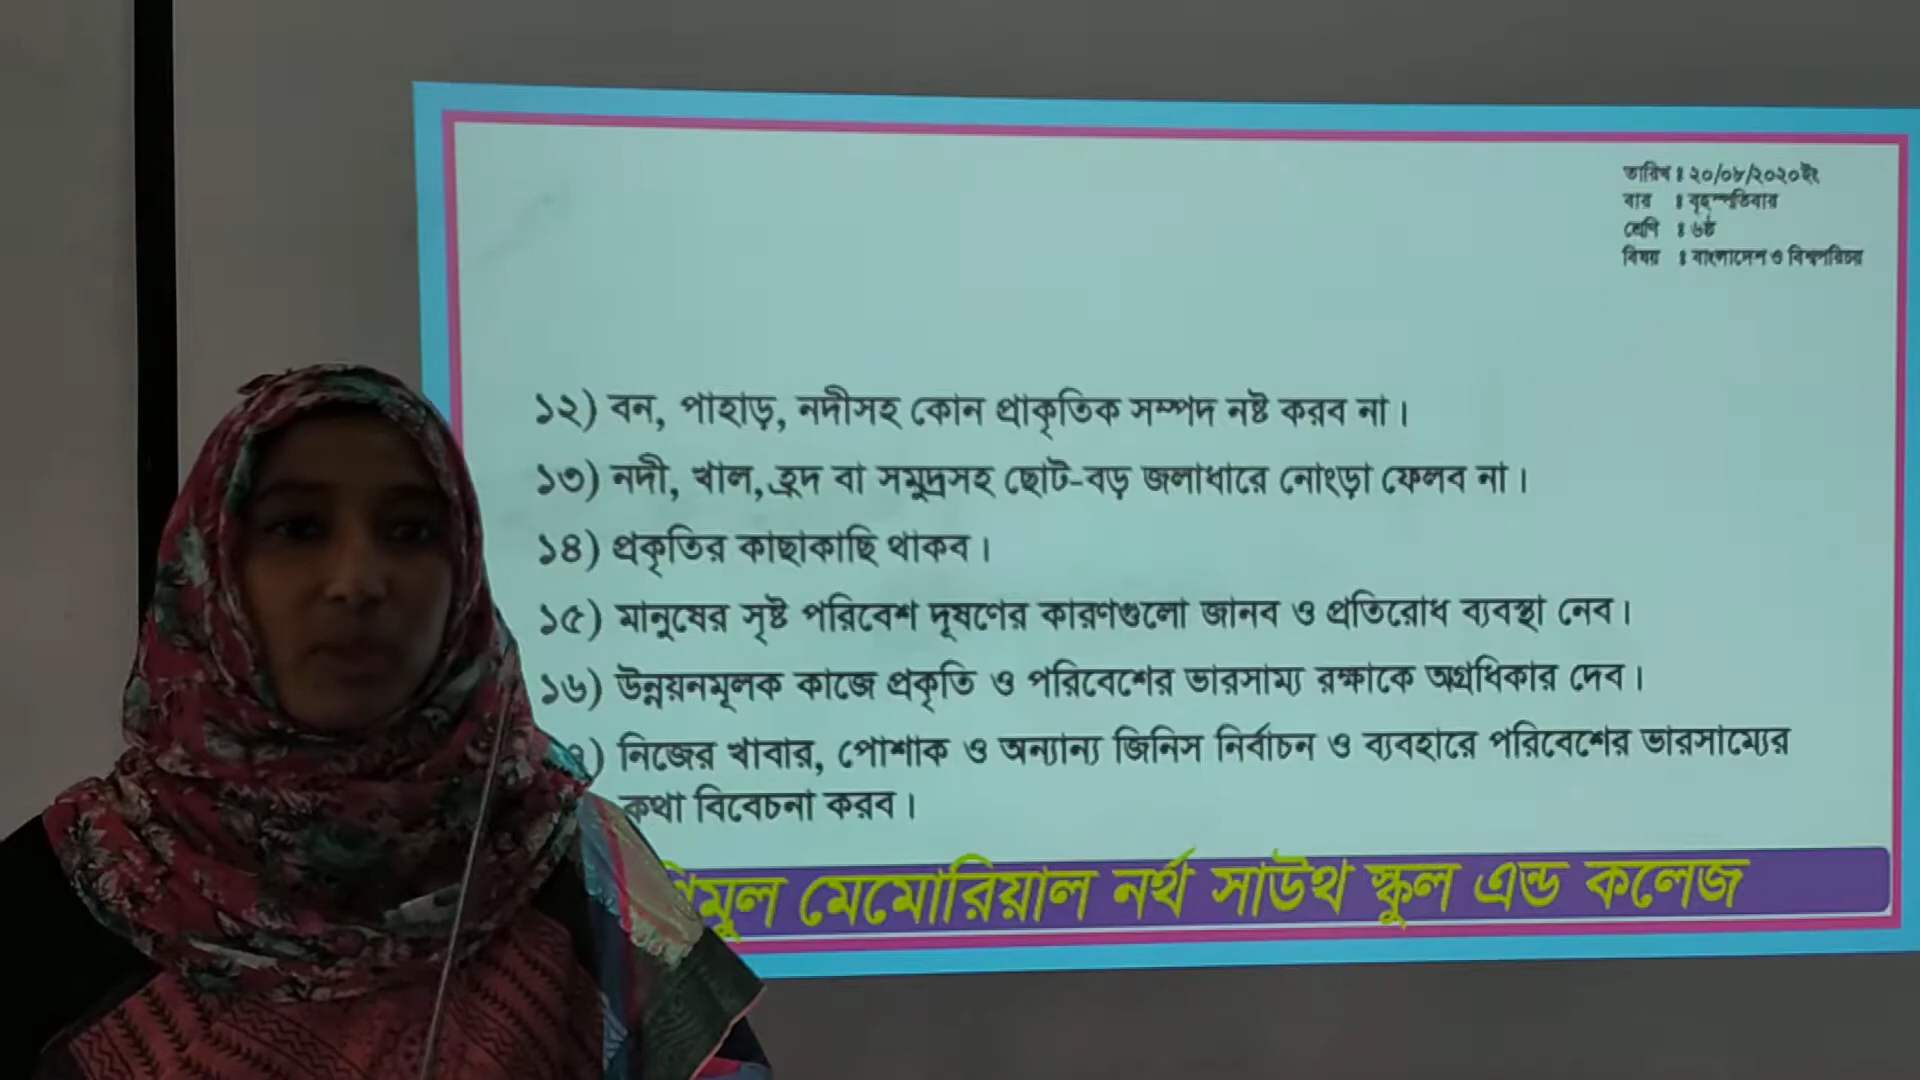 তারিখ ঃ ২০/০৮/২০২০ইং
বার ঃ বৃহস্পতিবার
শ্রেণি ঃ ৬ষ্ঠ
বিষয় ঃ বাংলাদেশ ও বিশ্বপরিচয়
১২) বন, পাহাড়, নদীসহ কোন প্রাকৃতিক সম্পদ নষ্ট করব না।
১৩) নদী, খাল, হ্রদ বা সমুদ্রসহ ছোট-বড় জলাধারে নোংড়া ফেলব না।
১৪) প্রকৃতির কাছাকাছি থাকব।
১৫) মানুষের সৃষ্ট পরিবেশ দূষণের কারণগুলো জানব ও প্রতিরোধ ব্যবস্থা নেব।
১৬) উন্নয়নমূলক কাজে প্রকৃতি ও পরিবেশের ভারসাম্য রক্ষাকে অগ্রধিকার দেব।
) নিজের খাবার, পোশাক ও অন্যান্য জিনিস নির্বাচন ও ব্যবহারে পরিবেশের ভারসাম্যের
কথা বিবেচনা করব।
মেমোরিয়াল নর্থ সাউথ স্কুল এন্ড কলেজ